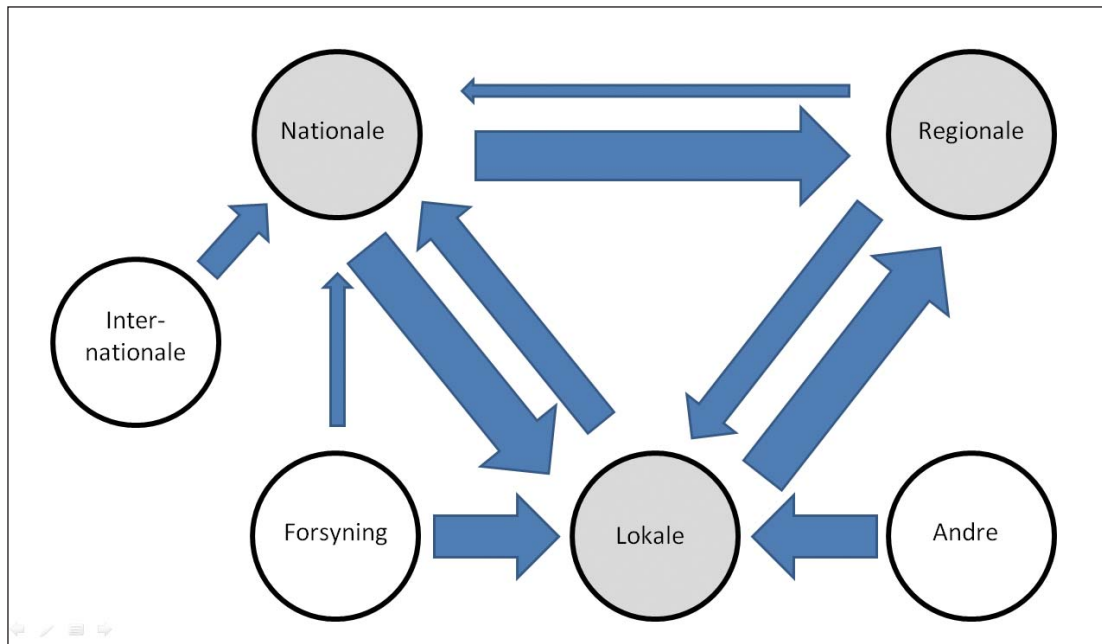 Nationale
Regionale
Inter-
nationale
Forsyning
Lokale
Andre